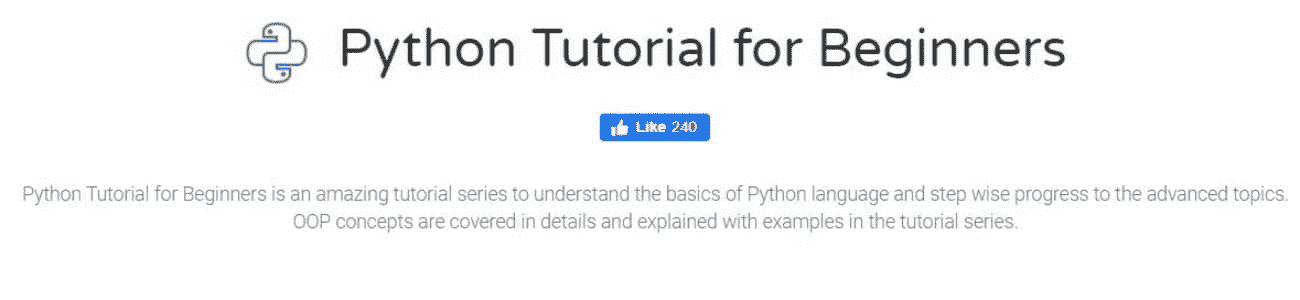 Python Tutorial for Beginners
Like 240
Python Tutorial for Beginners is an amazing tutorial series to understand the basics of Python language and step wise progress to the advanced topics.
OOP concepts are covered in details and explained with examples in the tutorial series.